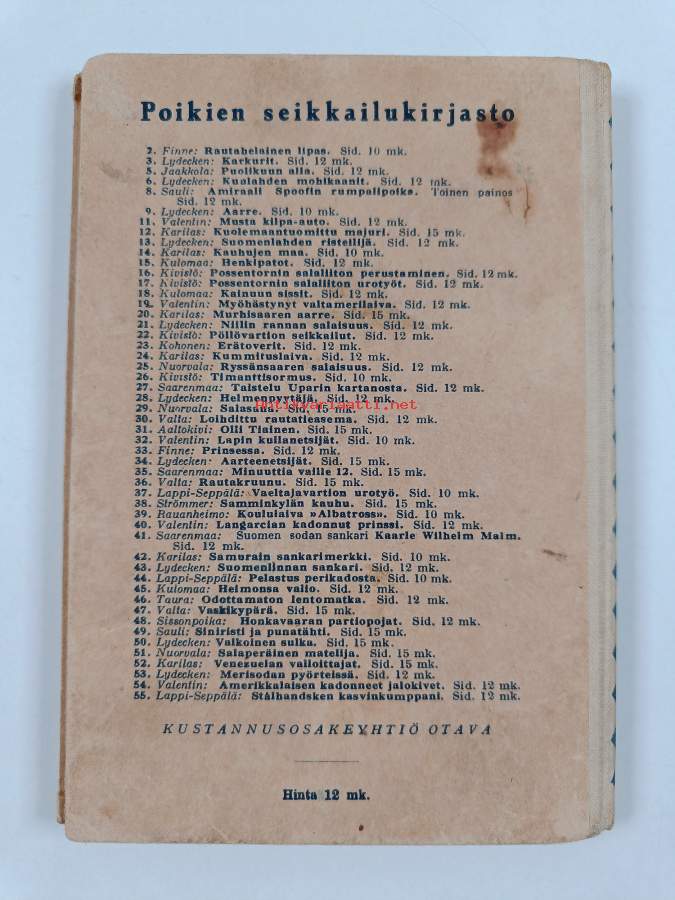 Poikien seikkailukirjasto
2. Finne: Rautahelainen lipas. Sid. 10 mk.
3. Lydecken: Karkurit. Sid. 12 mk.
5. Jaakkola: Puolikuun alla. Sid. 12 mk.
6. Lydecken: Kualahden mohikaanit. Sid. 12 mk.
8. Sauli: Amiraali Spoofin rumpalipoika. Toinen painos
Sid. 12 mk.
9. Lydecken: Aarre. Sid. 10 mk.
11. Valentin: Musta kilpa-auto. Sid. 12 mk.
12. Karilas: Kuolemaantuomittu majuri. Sid. 15 mk.
13. Lydecken: Suomenlahden risteilijä. Sid. 12 mk.
14. Karilas: Kauhujen maa. Sid. 10 mk.
15. Kulomaa: Henkipatot. Sid. 12 mk.
16. Kivistö: Possentornin salaliiton perustaminen. Sid. 12 mk.
17. Kivistö: Possentornin salaliiton urotyöt. Sid. 12 mk.
18. Kulomaa: Kainuun sissit. Sid. 12 mk.
19. Valentin: Myöhästynyt valtamerilaiva. Sid. 12 mk.
20. Karilas: Murhisaaren aarre. Sid. 15 mk.
21. Lydecken: Niilin rannan salaisuus. Sid. 12 mk.
22. Kivistö: Pöllövartion seikkailut. Sid. 12 mk.
23. Kohonen: Erätoverit. Sid. 12 mk.
24. Karilas: Kummituslaiva. Sid. 12 mk.
25. Nuorvala: Ryssänsaaren salaisuus. Sid. 12 mk.
26. Kivistö: Timanttisormus. Sid. 10 mk.
27. Saarenmaa: Taistelu Uparin kartanosta. Sid. 12 mk.
28. Lydecken: Helmenpyytäjä. Sid. 12 mk.
29. Nuorvala: Salasana. Sid. 15 mk.
30. Valta: Loihdittu rautatieasema. Sid. 12 mk.
31. Aaltokivi: Olli Tiainen. Sid. 15 mk.
32. Valentin: Lapin kullanetsijät. Sid. 10 mk.
33. Finne: Prinsessa. Sid. 12 mk.
34. Lydecken: Aarteenetsijät. Sid. 15 mk.
35. Saarenmaa: Minuuttia vaille 12. Sid. 15 mk.
36. Valta: Rautakruunu. Sid. 15 mk.
37. Lappi-Seppälä: Vaeltajavartion urotyö. Sid. 10 mk.
38. Strömmer: Samminkylän kauhu. Sid. 15 mk.
39. Rauanheimo: Koululaiva »Albatross». Sid. 10 mk.
40. Valentin: Langarcian kadonnut prinssi. Sid. 12 mk.
41. Saarenmaa: Suomen sodan sankari Kaarle Wilhelm Malm.
Sid. 12 mk.
42. Karilas: Samurain sankarimerkki. Sid. 10 mk.
43. Lydecken: Suomenlinnan sankari. Sid. 12 mk.
44. Lappi-Seppälä: Pelastus perikadosta. Sid. 10 mk.
45. Kulomaa: Heimonsa valio. Sid. 12 mk.
46. Taura: Odottamaton lentomatka. Sid. 12 mk.
47. Valta: Vaskikypärä. Sid. 15 mk.
48. Sissonpoika: Honkavaaran partiopojat. Sid. 12 mk.
49. Sauli: Siniristi ja punatähti. Sid. 15 mk.
50. Lydecken: Valkoinen sulka. Sid. 15 mk.
51. Nuorvala: Salaperäinen matelija. Sid. 15 mk.
52. Karilas: Venezuelan valloittajat. Sid. 15 mk.
53. Lydecken: Merisodan pyörteissä. Sid. 12 mk.
54. Valentin: Amerikkalaisen kadonneet jalokivet. Sid. 12 mk.
55. Lappi-Seppälä: Stålhandsken kasvinkumppani. Sid. 12 mk.
KUSTANNUSOSAKEYHTIÖ OTAVA
Hinta 12 mk.
antikvariaatti.net